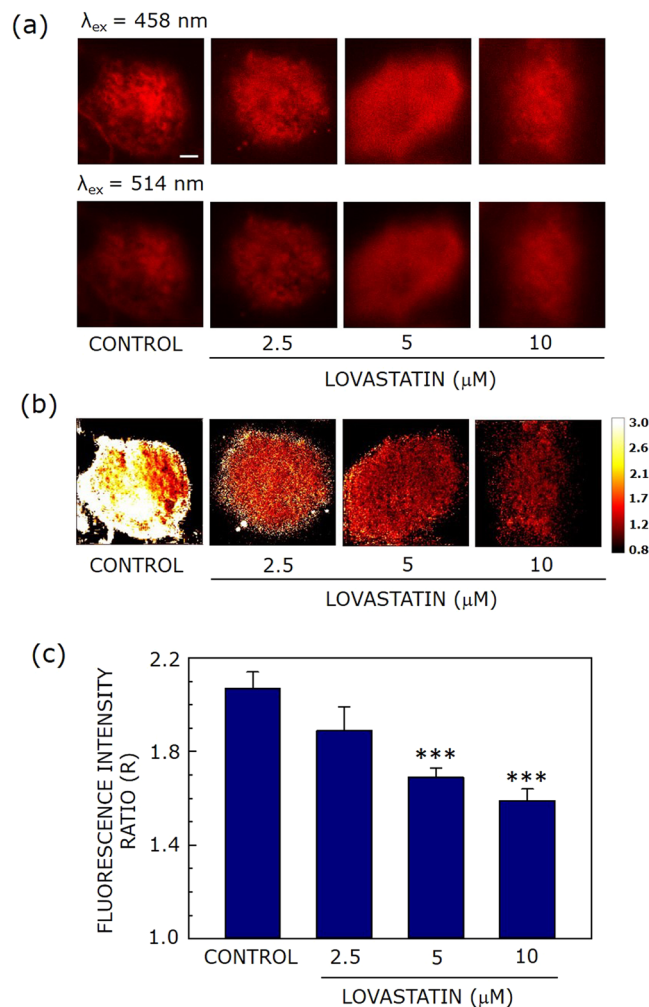 (a)
λex = 458 nm
λex = 514 nm
CONTROL 2.5 5 10
LOVASTATIN (μM)
(b)
3.0
2.6
2.1
1.7
1.2
0.8
CONTROL 2.5 5 10
LOVASTATIN (μM)
(c)
FLUORESCENCE INTENSITY
RATIO (R)
2.2
1.8
1.4
1.0
*** ***
CONTROL 2.5 5 10
LOVASTATIN (μM)